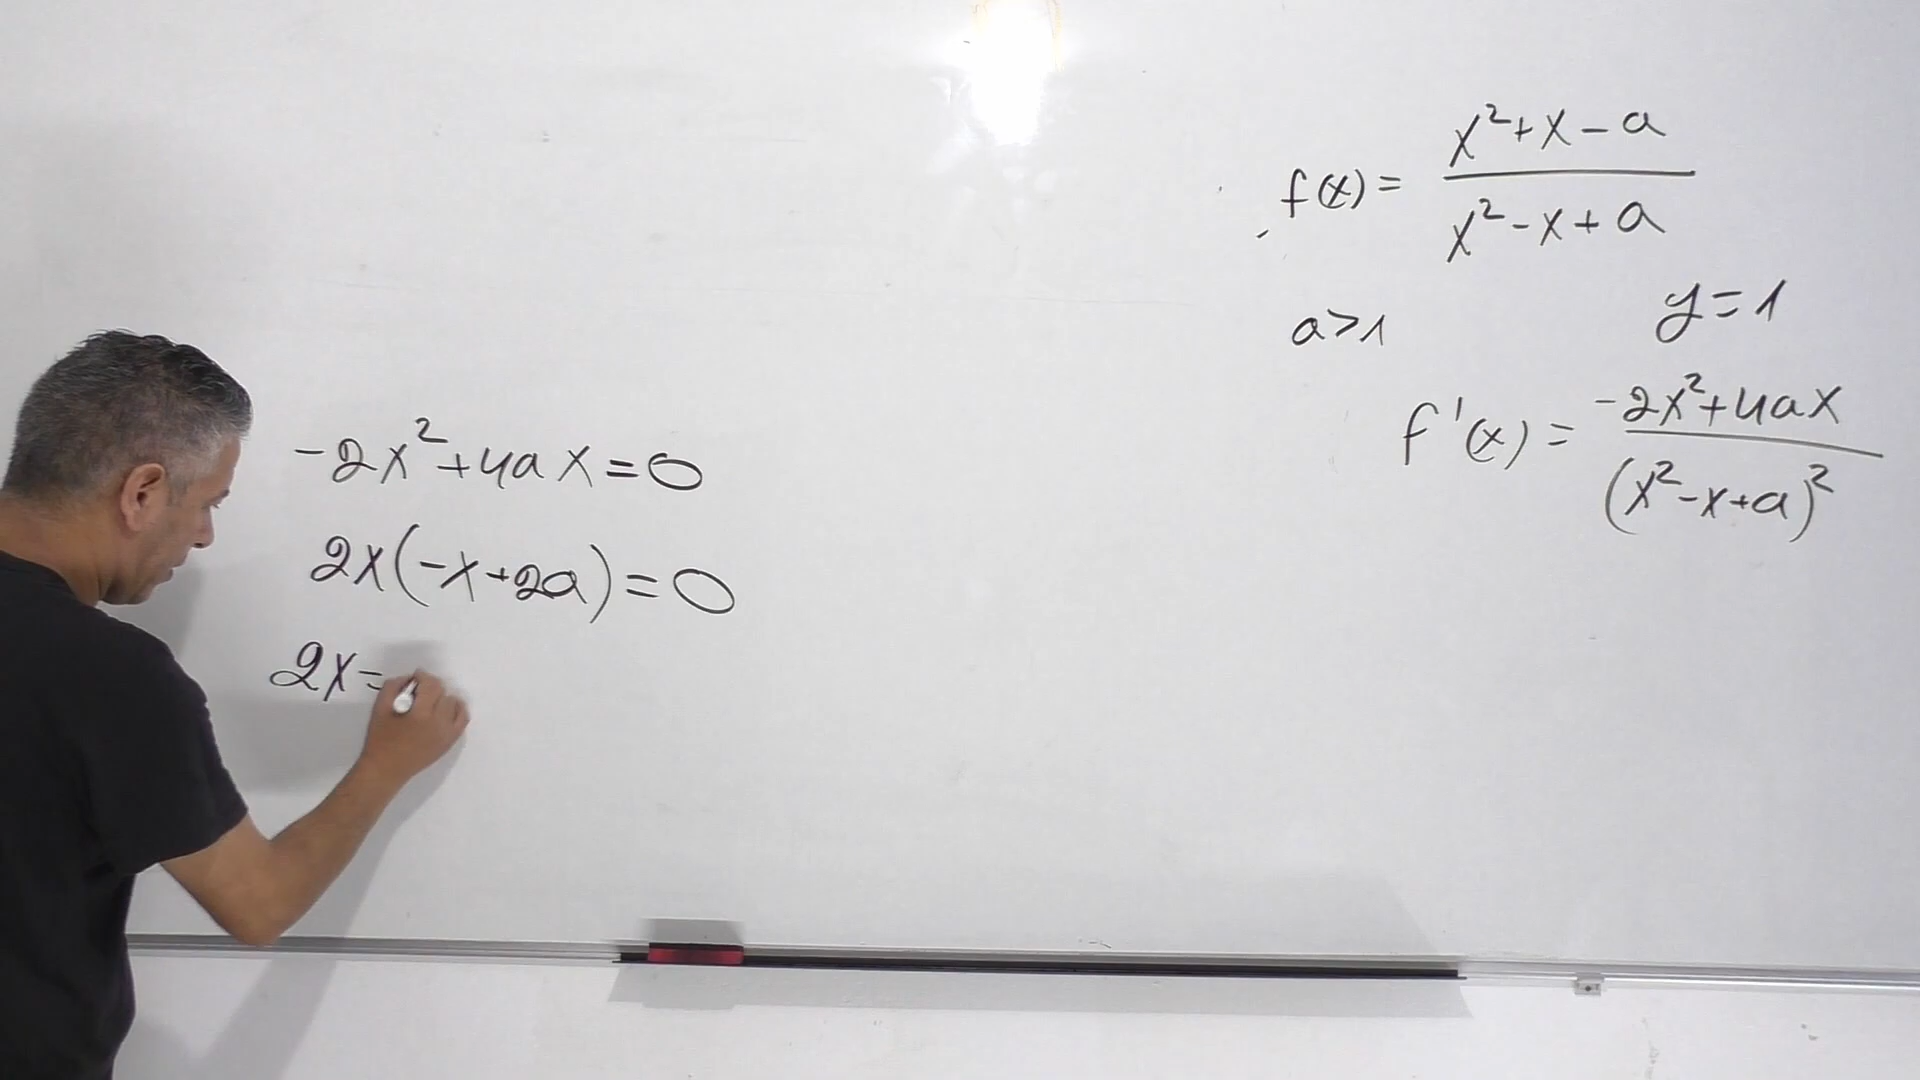 f(x) = (x²+x-a)/(x²-x+a)
a>1 y=1
f'(x) = (-2x²+4ax)/(x²-x+a)²
-2x²+4ax=0
2x(-x+2a)=0
2x=